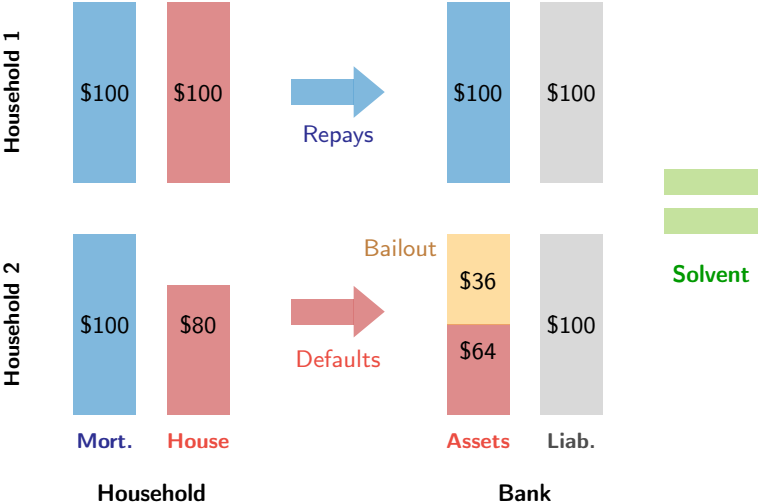 Household 1
$100
$100
Repays
$100
$100
Household 2
$100
$80
Defaults
Bailout
$36
$64
$100
Solvent
Mort.
House
Assets
Liab.
Household
Bank